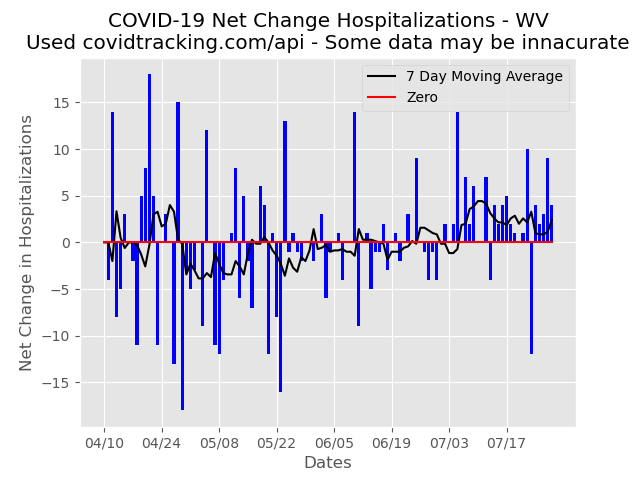 COVID-19 Net Change Hospitalizations - WV
Used covidtracking.com/api - Some data may be innacurate
7 Day Moving Average
Zero
Net Change in Hospitalizations
15
10
5
0
−5
−10
−15
04/10 04/24 05/08 05/22 06/05 06/19 07/03 07/17
Dates